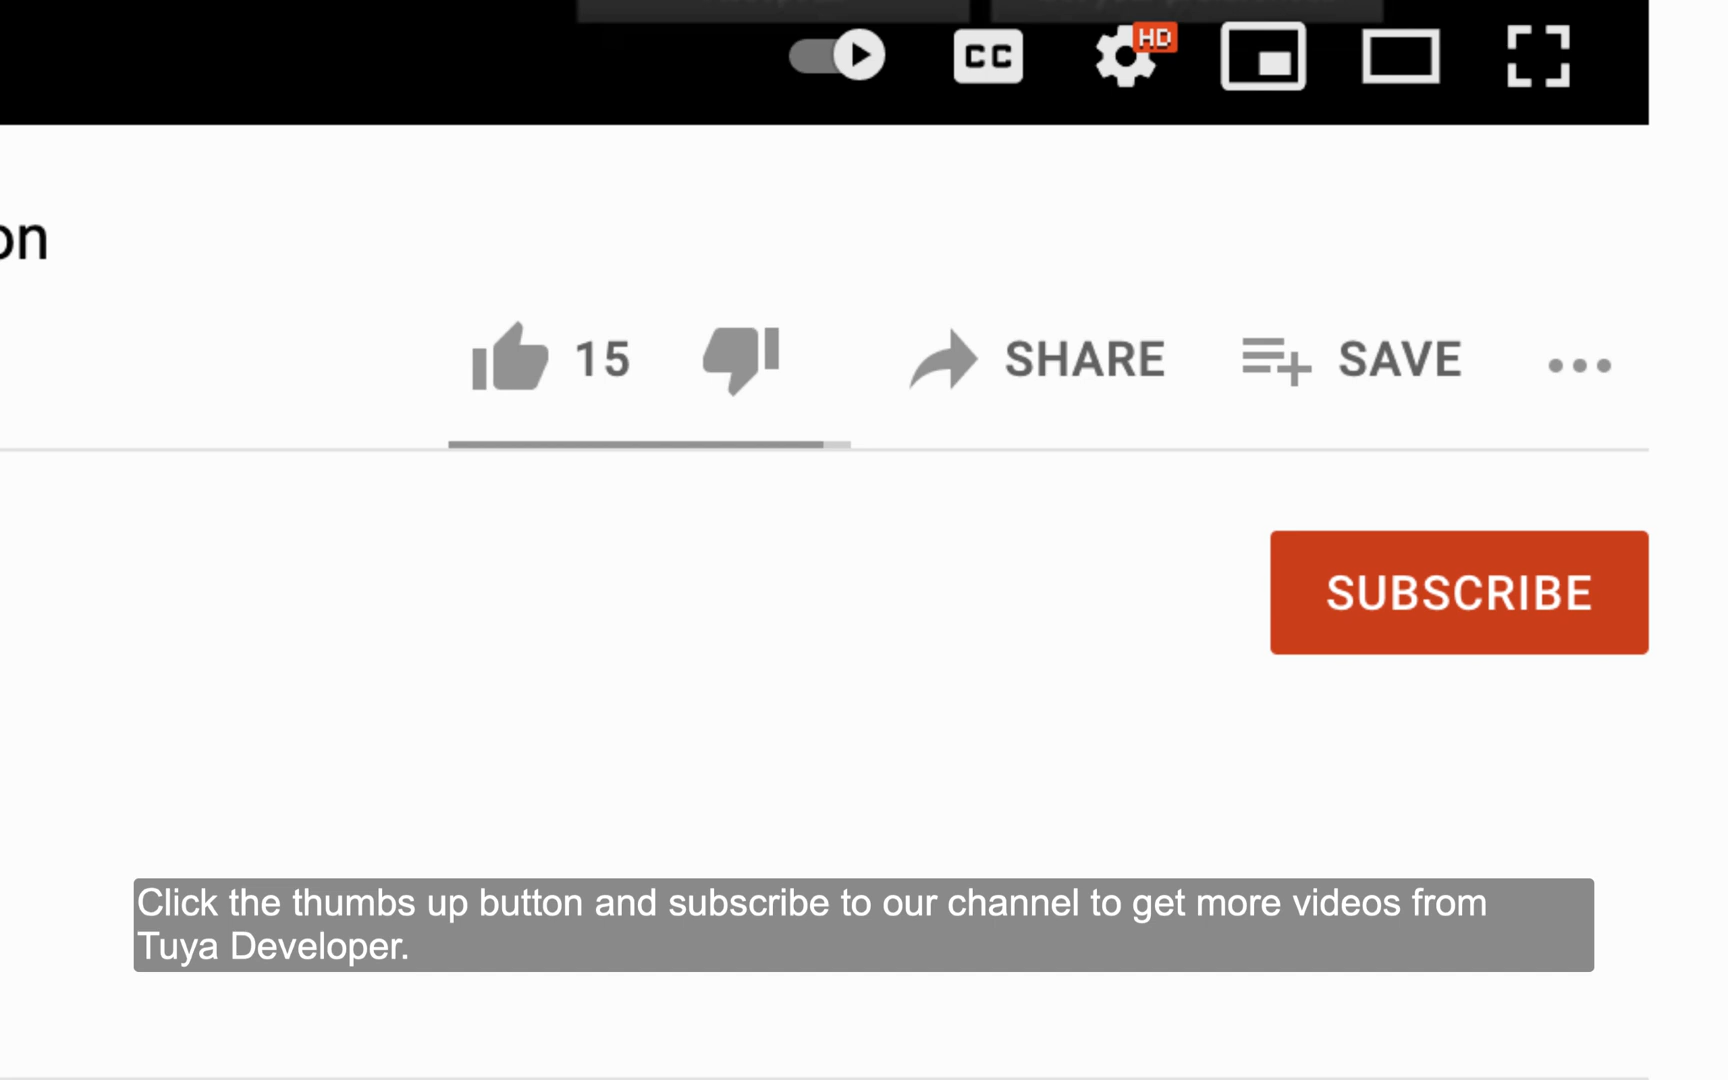 CC
HD
on
15
SHARE
SAVE
SUBSCRIBE
Click the thumbs up button and subscribe to our channel to get more videos from
Tuya Developer.